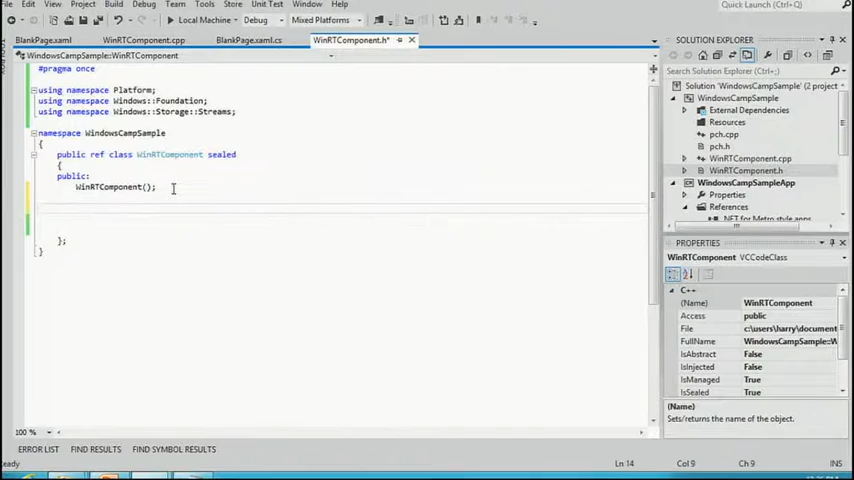 File Edit View Project Build Debug Team Tools Store Unit Test Window Help
Quick Launch (Ctrl+Q)
Local Machine Debug Mixed Platforms
BlankPage.xaml WinRTComponent.cpp BlankPage.xaml.cs WinRTComponent.h*
WindowsCampSample::WinRTComponent
#pragma once
using namespace Platform;
using namespace Windows::Foundation;
using namespace Windows::Storage::Streams;
namespace WindowsCampSample
{
public ref class WinRTComponent sealed
{
public:
WinRTComponent();
};
}
100 %
SOLUTION EXPLORER
Search Solution Explorer (Ctrl+;)
Solution 'WindowsCampSample' (2 project
WindowsCampSample
External Dependencies
Resources
pch.cpp
pch.h
WinRTComponent.cpp
WinRTComponent.h
WindowsCampSampleApp
Properties
References
.NET for Metro style apps
PROPERTIES
WinRTComponent VCCodeClass
C++
(Name) WinRTComponent
Access public
File c:\users\harry\document
FullName WindowsCampSample::W
IsAbstract False
IsInjected False
IsManaged True
IsSealed True
(Name)
Sets/returns the name of the object.
ERROR LIST FIND RESULTS FIND SYMBOL RESULTS
Ready Ln 14 Col 9 Ch 9 INS